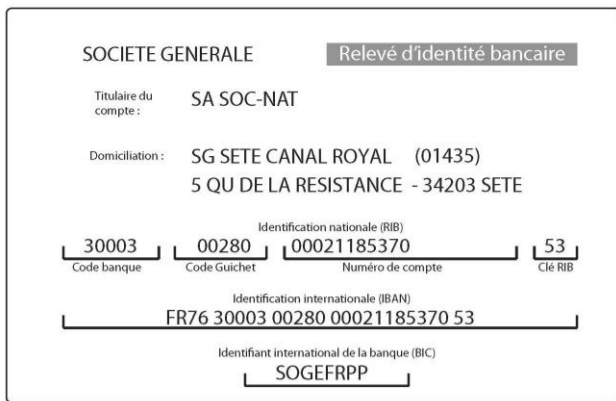 SOCIETE GENERALE Relevé d'identité bancaire
Titulaire du compte : SA SOC-NAT
Domiciliation : SG SETE CANAL ROYAL (01435)
5 QU DE LA RESISTANCE - 34203 SETE
Identification nationale (RIB)
30003 00280 00021185370 53
Code banque Code Guichet Numéro de compte Clé RIB
Identification internationale (IBAN)
FR76 30003 00280 00021185370 53
Identifiant international de la banque (BIC)
SOGEFRPP